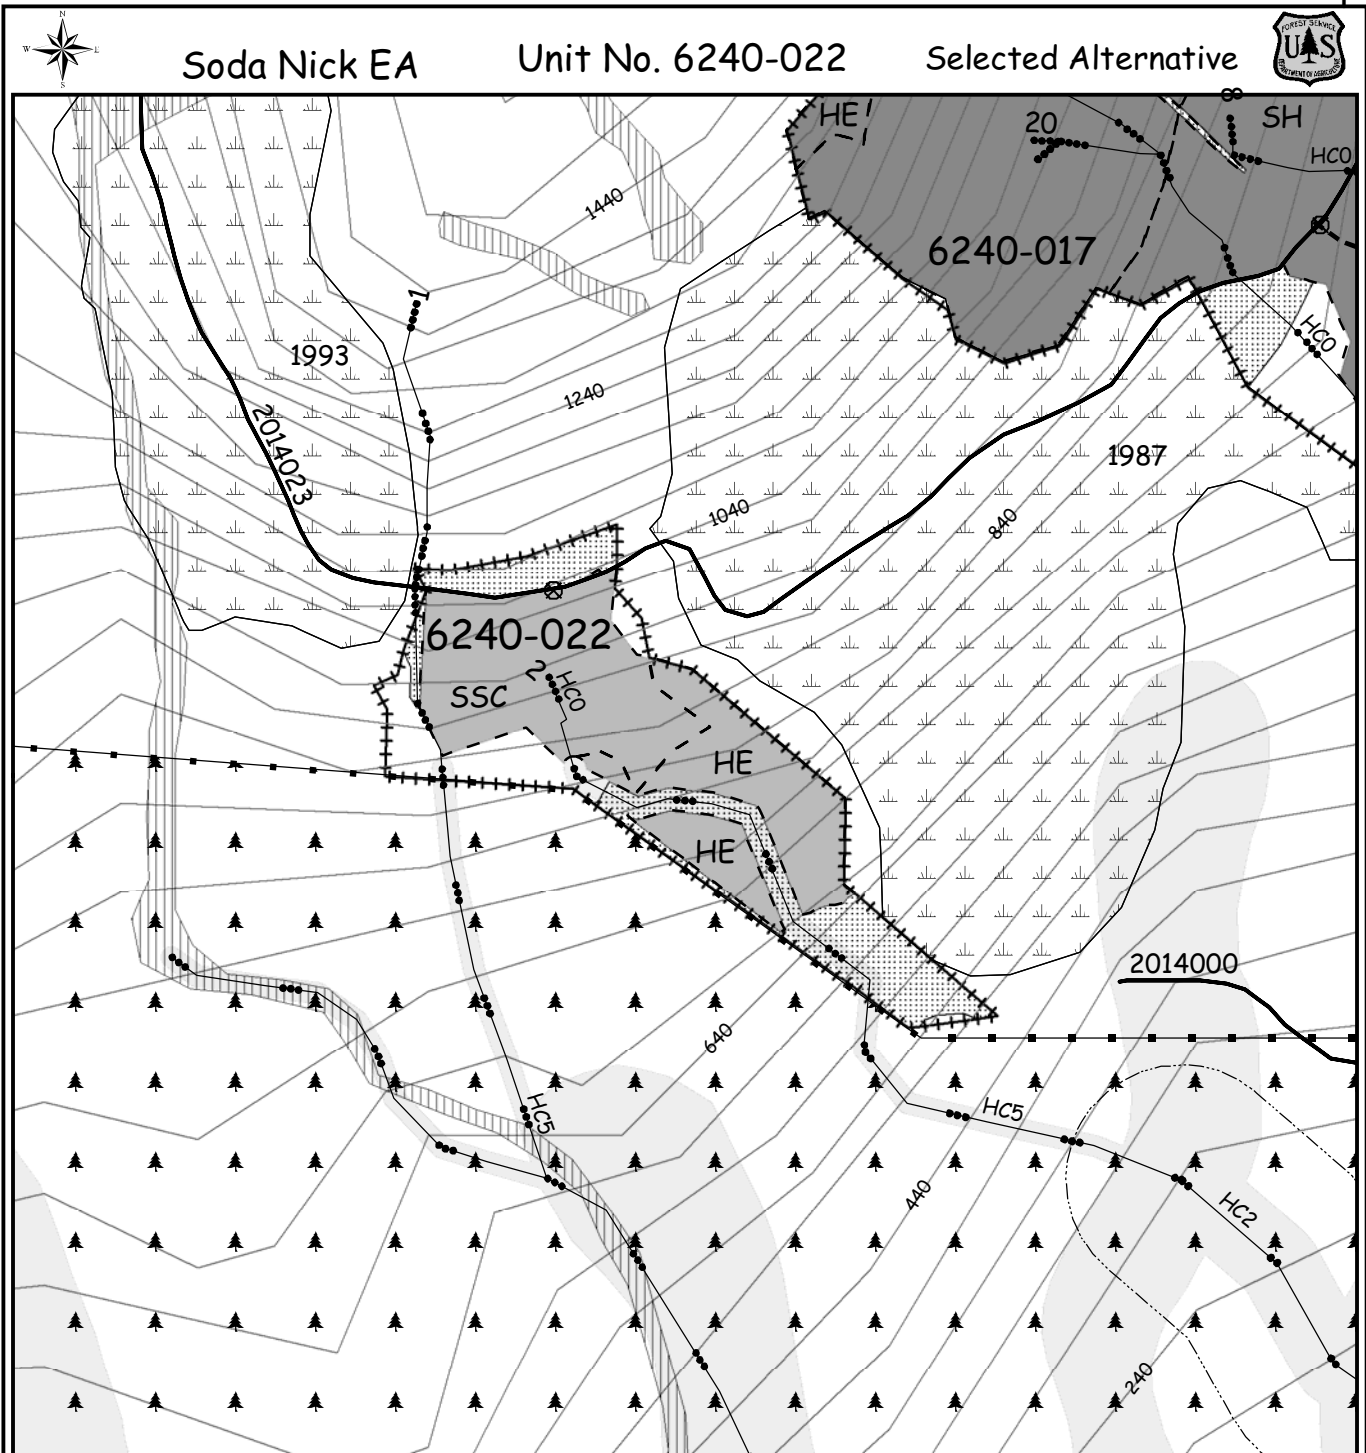 N
W E
S
Soda Nick EA Unit No. 6240-022 Selected Alternative
FOREST SERVICE
US
DEPARTMENT OF AGRICULTURE
HE
20
8
SH
HC0
1440
6240-017
1
1993
HC0
1240
2014023
1987
1040
840
6240-022
2
HC0
SSC
HE
HE
2014000
640
HC5
HC5
440
HC2
240